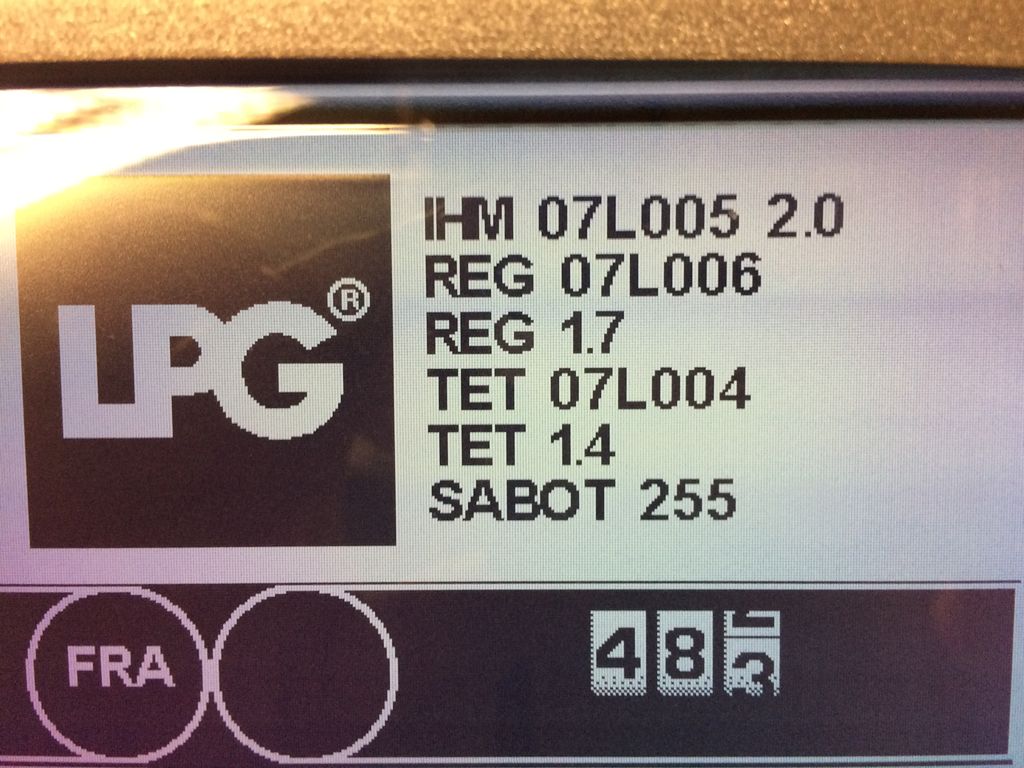 LPG®
IHM 07L005 2.0
REG 07L006
REG 1.7
TET 07L004
TET 1.4
SABOT 255
FRA
48